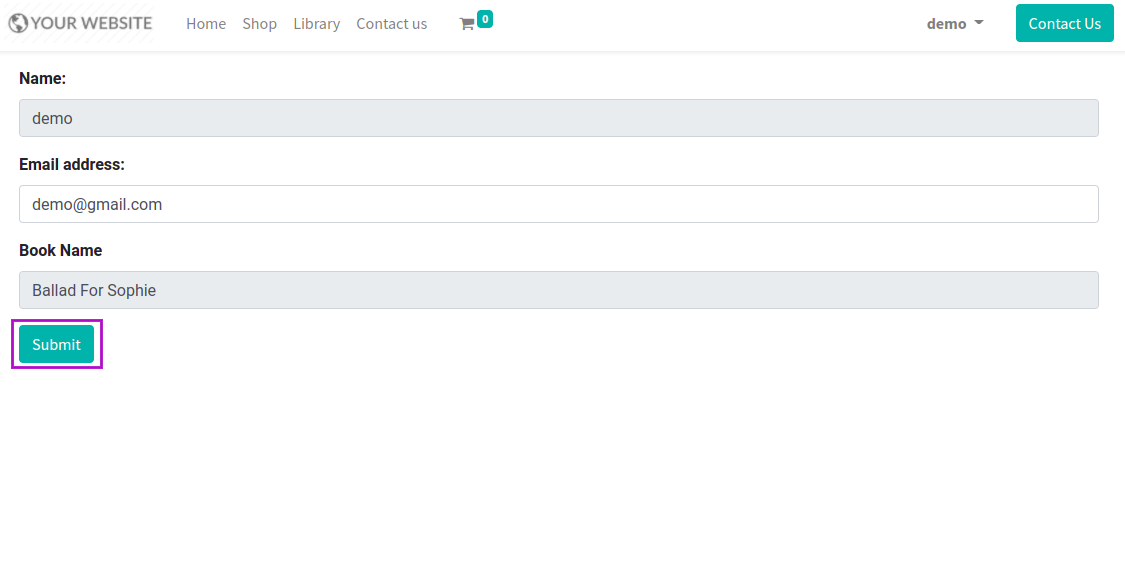 YOUR WEBSITE Home Shop Library Contact us 0 demo Contact Us
Name:
demo
Email address:
demo@gmail.com
Book Name
Ballad For Sophie
Submit